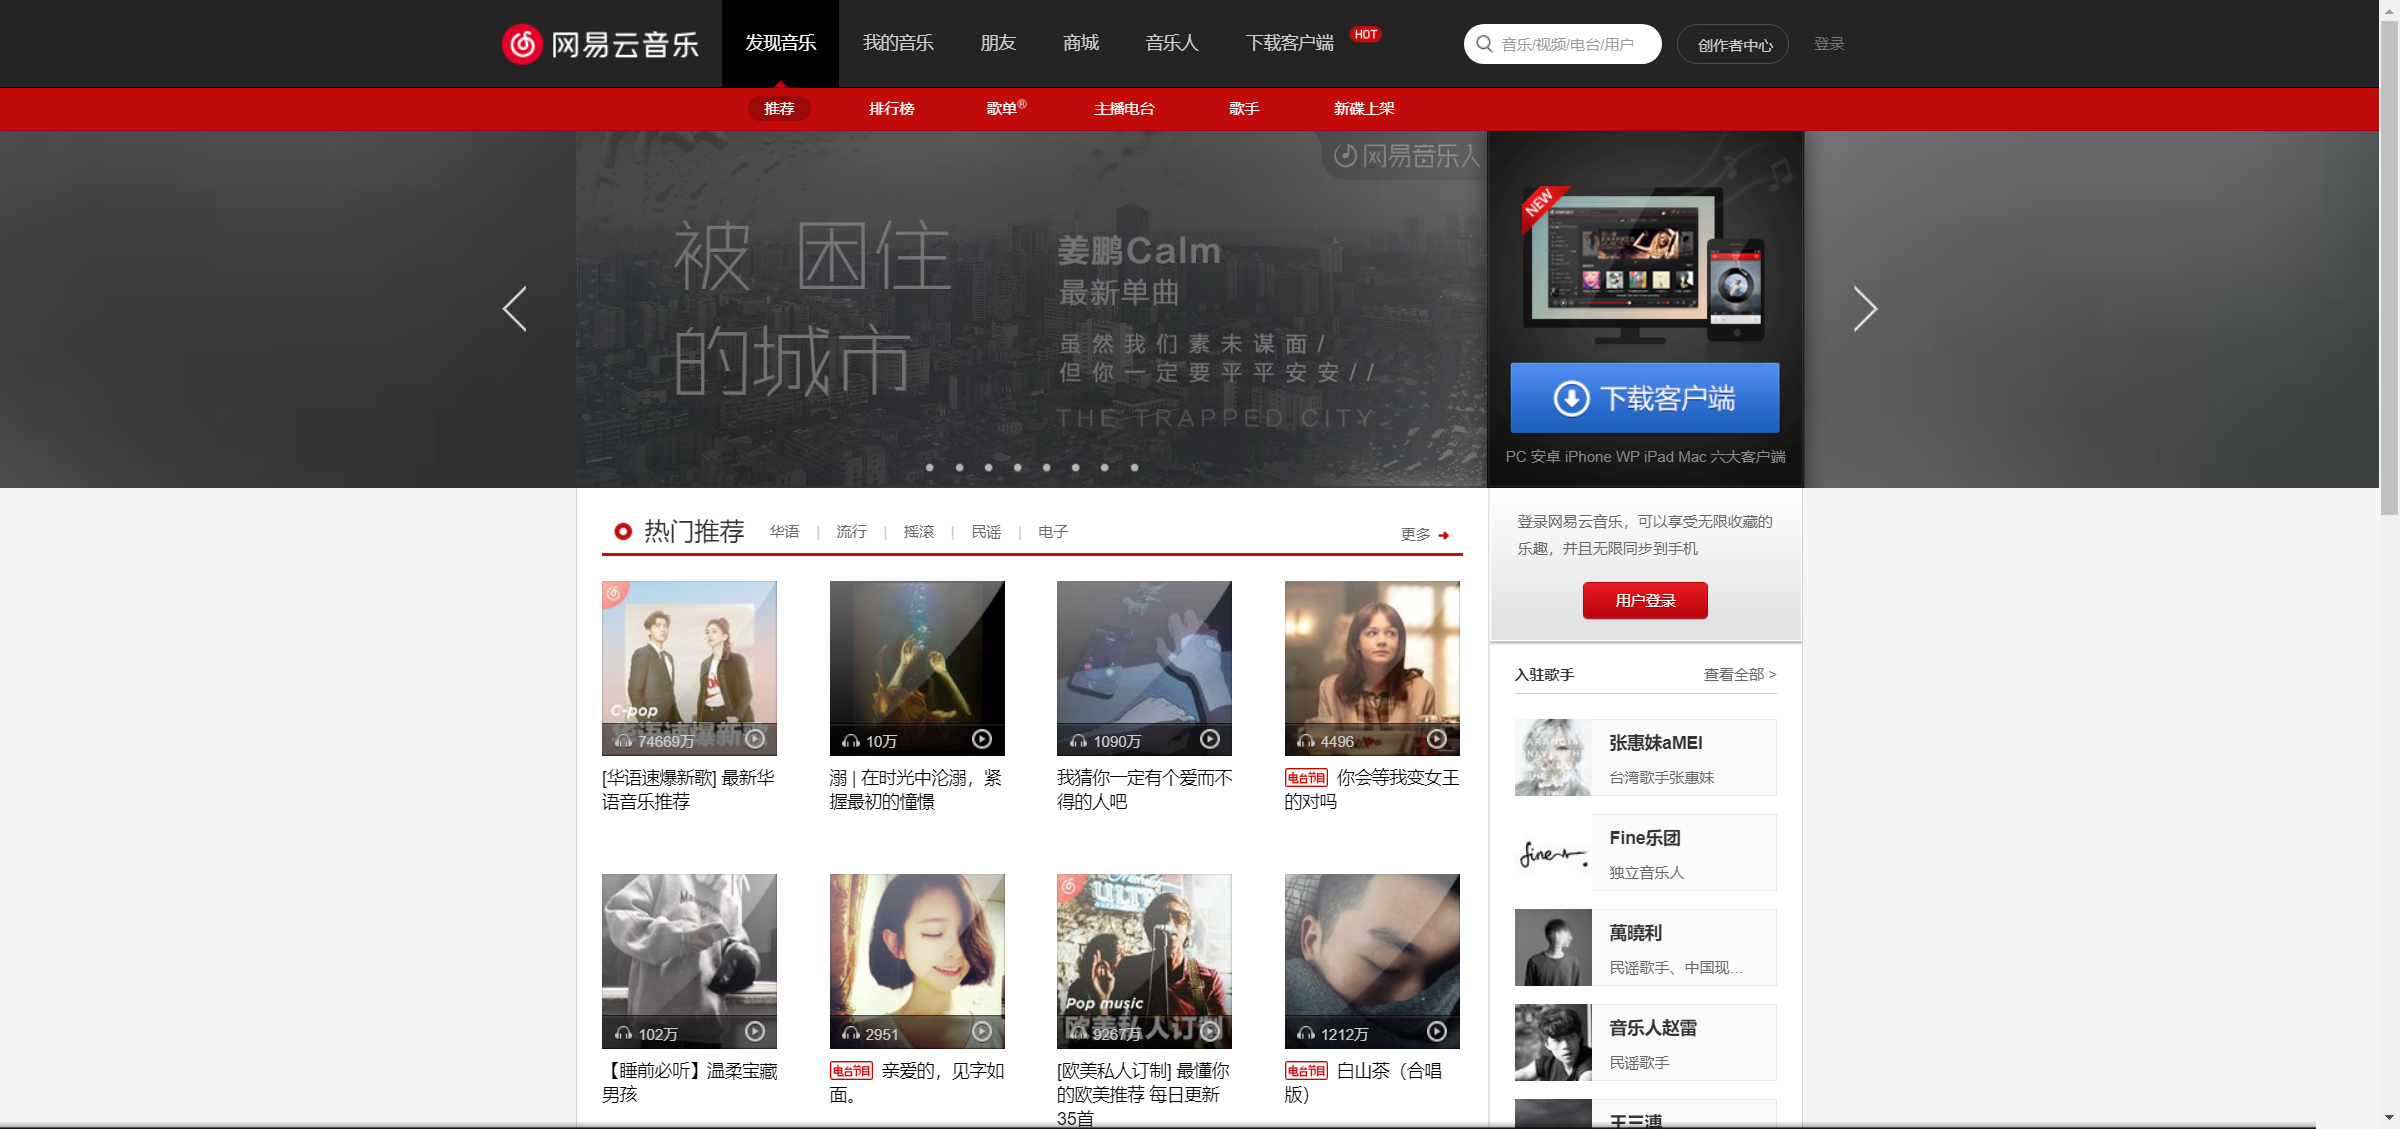 网易云音乐
发现音乐
我的音乐
朋友
商城
音乐人
下载客户端
HOT
音乐/视频/电台/用户
创作者中心
登录
推荐
排行榜
歌单®
主播电台
歌手
新碟上架
网易音乐人
被 困住
的城市
姜鹏Calm
最新单曲
虽然我们素未谋面/
但你一定要平平安安//
THE TRAPPED CITY
NEW
下载客户端
PC 安卓 iPhone WP iPad Mac 六大客户端
热门推荐
华语 | 流行 | 摇滚 | 民谣 | 电子
更多
C-pop
华语速爆新歌
74669万
10万
1090万
4496
[华语速爆新歌] 最新华
语音乐推荐
溺 | 在时光中沦溺，紧
握最初的憧憬
我猜你一定有个爱而不
得的人吧
电台节目 你会等我变女王
的对吗
Pop music
欧美私人订制
102万
2951
9267万
1212万
【睡前必听】温柔宝藏
男孩
电台节目 亲爱的，见字如
面。
[欧美私人订制] 最懂你
的欧美推荐 每日更新
35首
电台节目 白山茶（合唱
版）
登录网易云音乐，可以享受无限收藏的
乐趣，并且无限同步到手机
用户登录
入驻歌手
查看全部 >
张惠妹aMEI
台湾歌手张惠妹
fine
Fine乐团
独立音乐人
萬曉利
民谣歌手、中国现...
音乐人赵雷
民谣歌手
王三溥